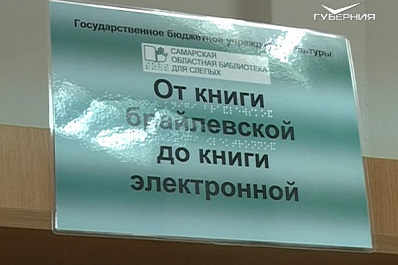 ГУБЕРНИЯ
Государственное бюджетное учреждение культуры
САМАРСКАЯ
ОБЛАСТНАЯ БИБЛИОТЕКА
ДЛЯ СЛЕПЫХ
От книги
брайлевской
до книги
электронной